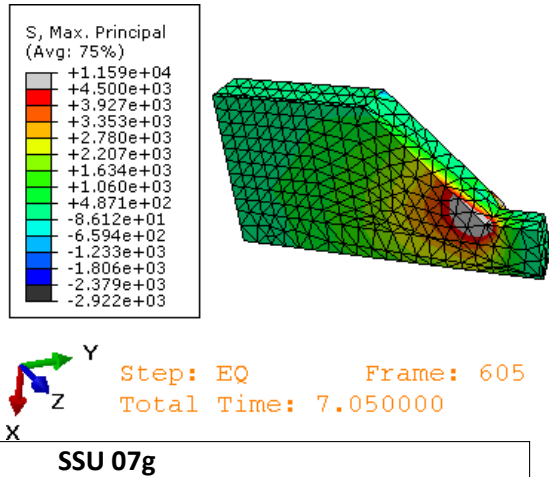 S, Max. Principal
(Avg: 75%)
+1.159e+04
+4.500e+03
+3.927e+03
+3.353e+03
+2.780e+03
+2.207e+03
+1.634e+03
+1.060e+03
+4.871e+02
-8.612e+01
-6.594e+02
-1.233e+03
-1.806e+03
-2.379e+03
-2.922e+03
Y
Z
X
Step: EQ Frame: 605
Total Time: 7.050000
SSU 07g